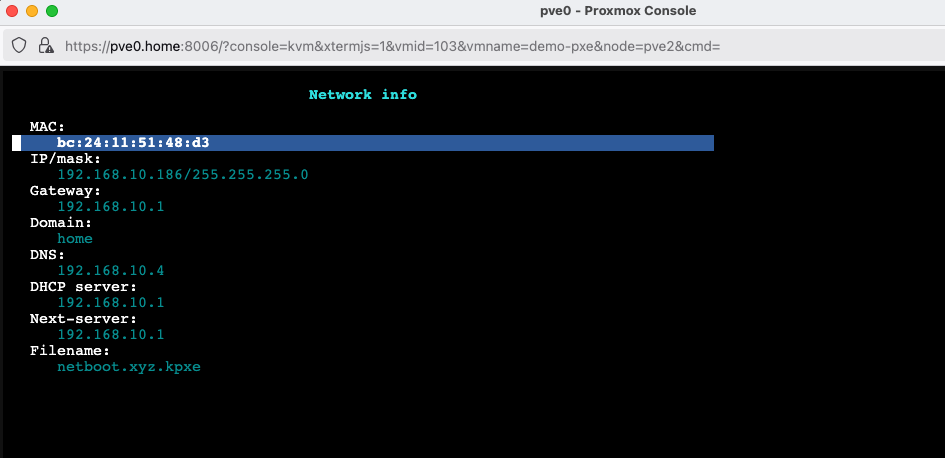 pve0 - Proxmox Console
https://pve0.home:8006/?console=kvm&xtermjs=1&vmid=103&vmname=demo-pxe&node=pve2&cmd=
Network info
MAC:
bc:24:11:51:48:d3
IP/mask:
192.168.10.186/255.255.255.0
Gateway:
192.168.10.1
Domain:
home
DNS:
192.168.10.4
DHCP server:
192.168.10.1
Next-server:
192.168.10.1
Filename:
netboot.xyz.kpxe